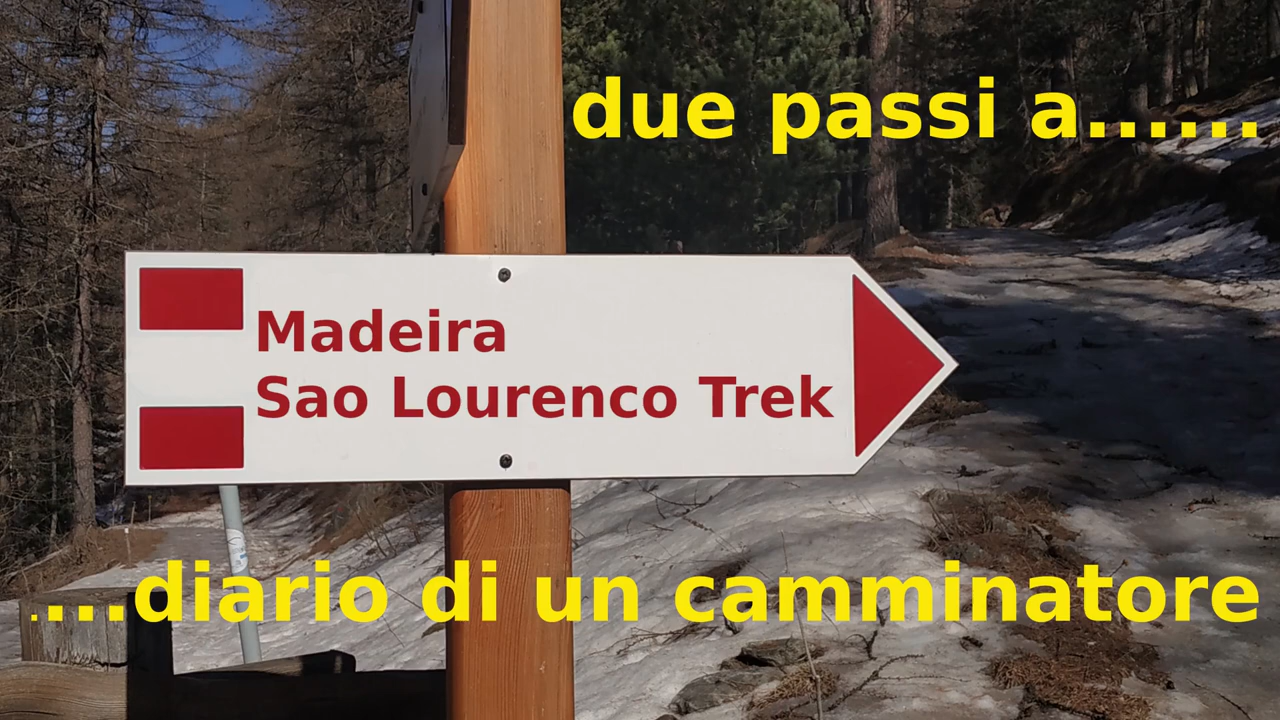 due passi a......
Madeira
Sao Lourenco Trek
....diario di un camminatore